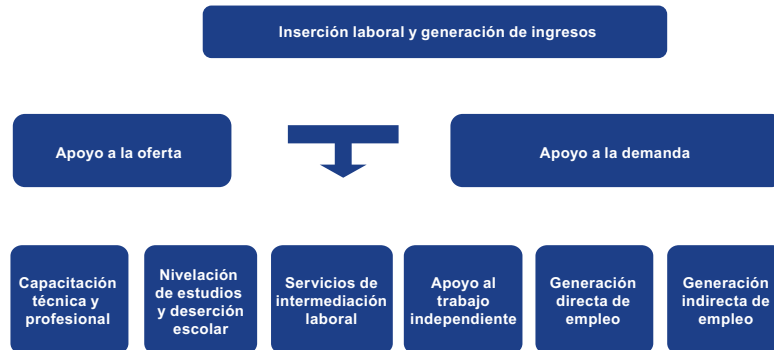 Inserción laboral y generación de ingresos
Apoyo a la oferta
Apoyo a la demanda
Capacitación
técnica y
profesional
Nivelación
de estudios
y deserción
escolar
Servicios de
intermediación
laboral
Apoyo al
trabajo
independiente
Generación
directa de
empleo
Generación
indirecta de
empleo